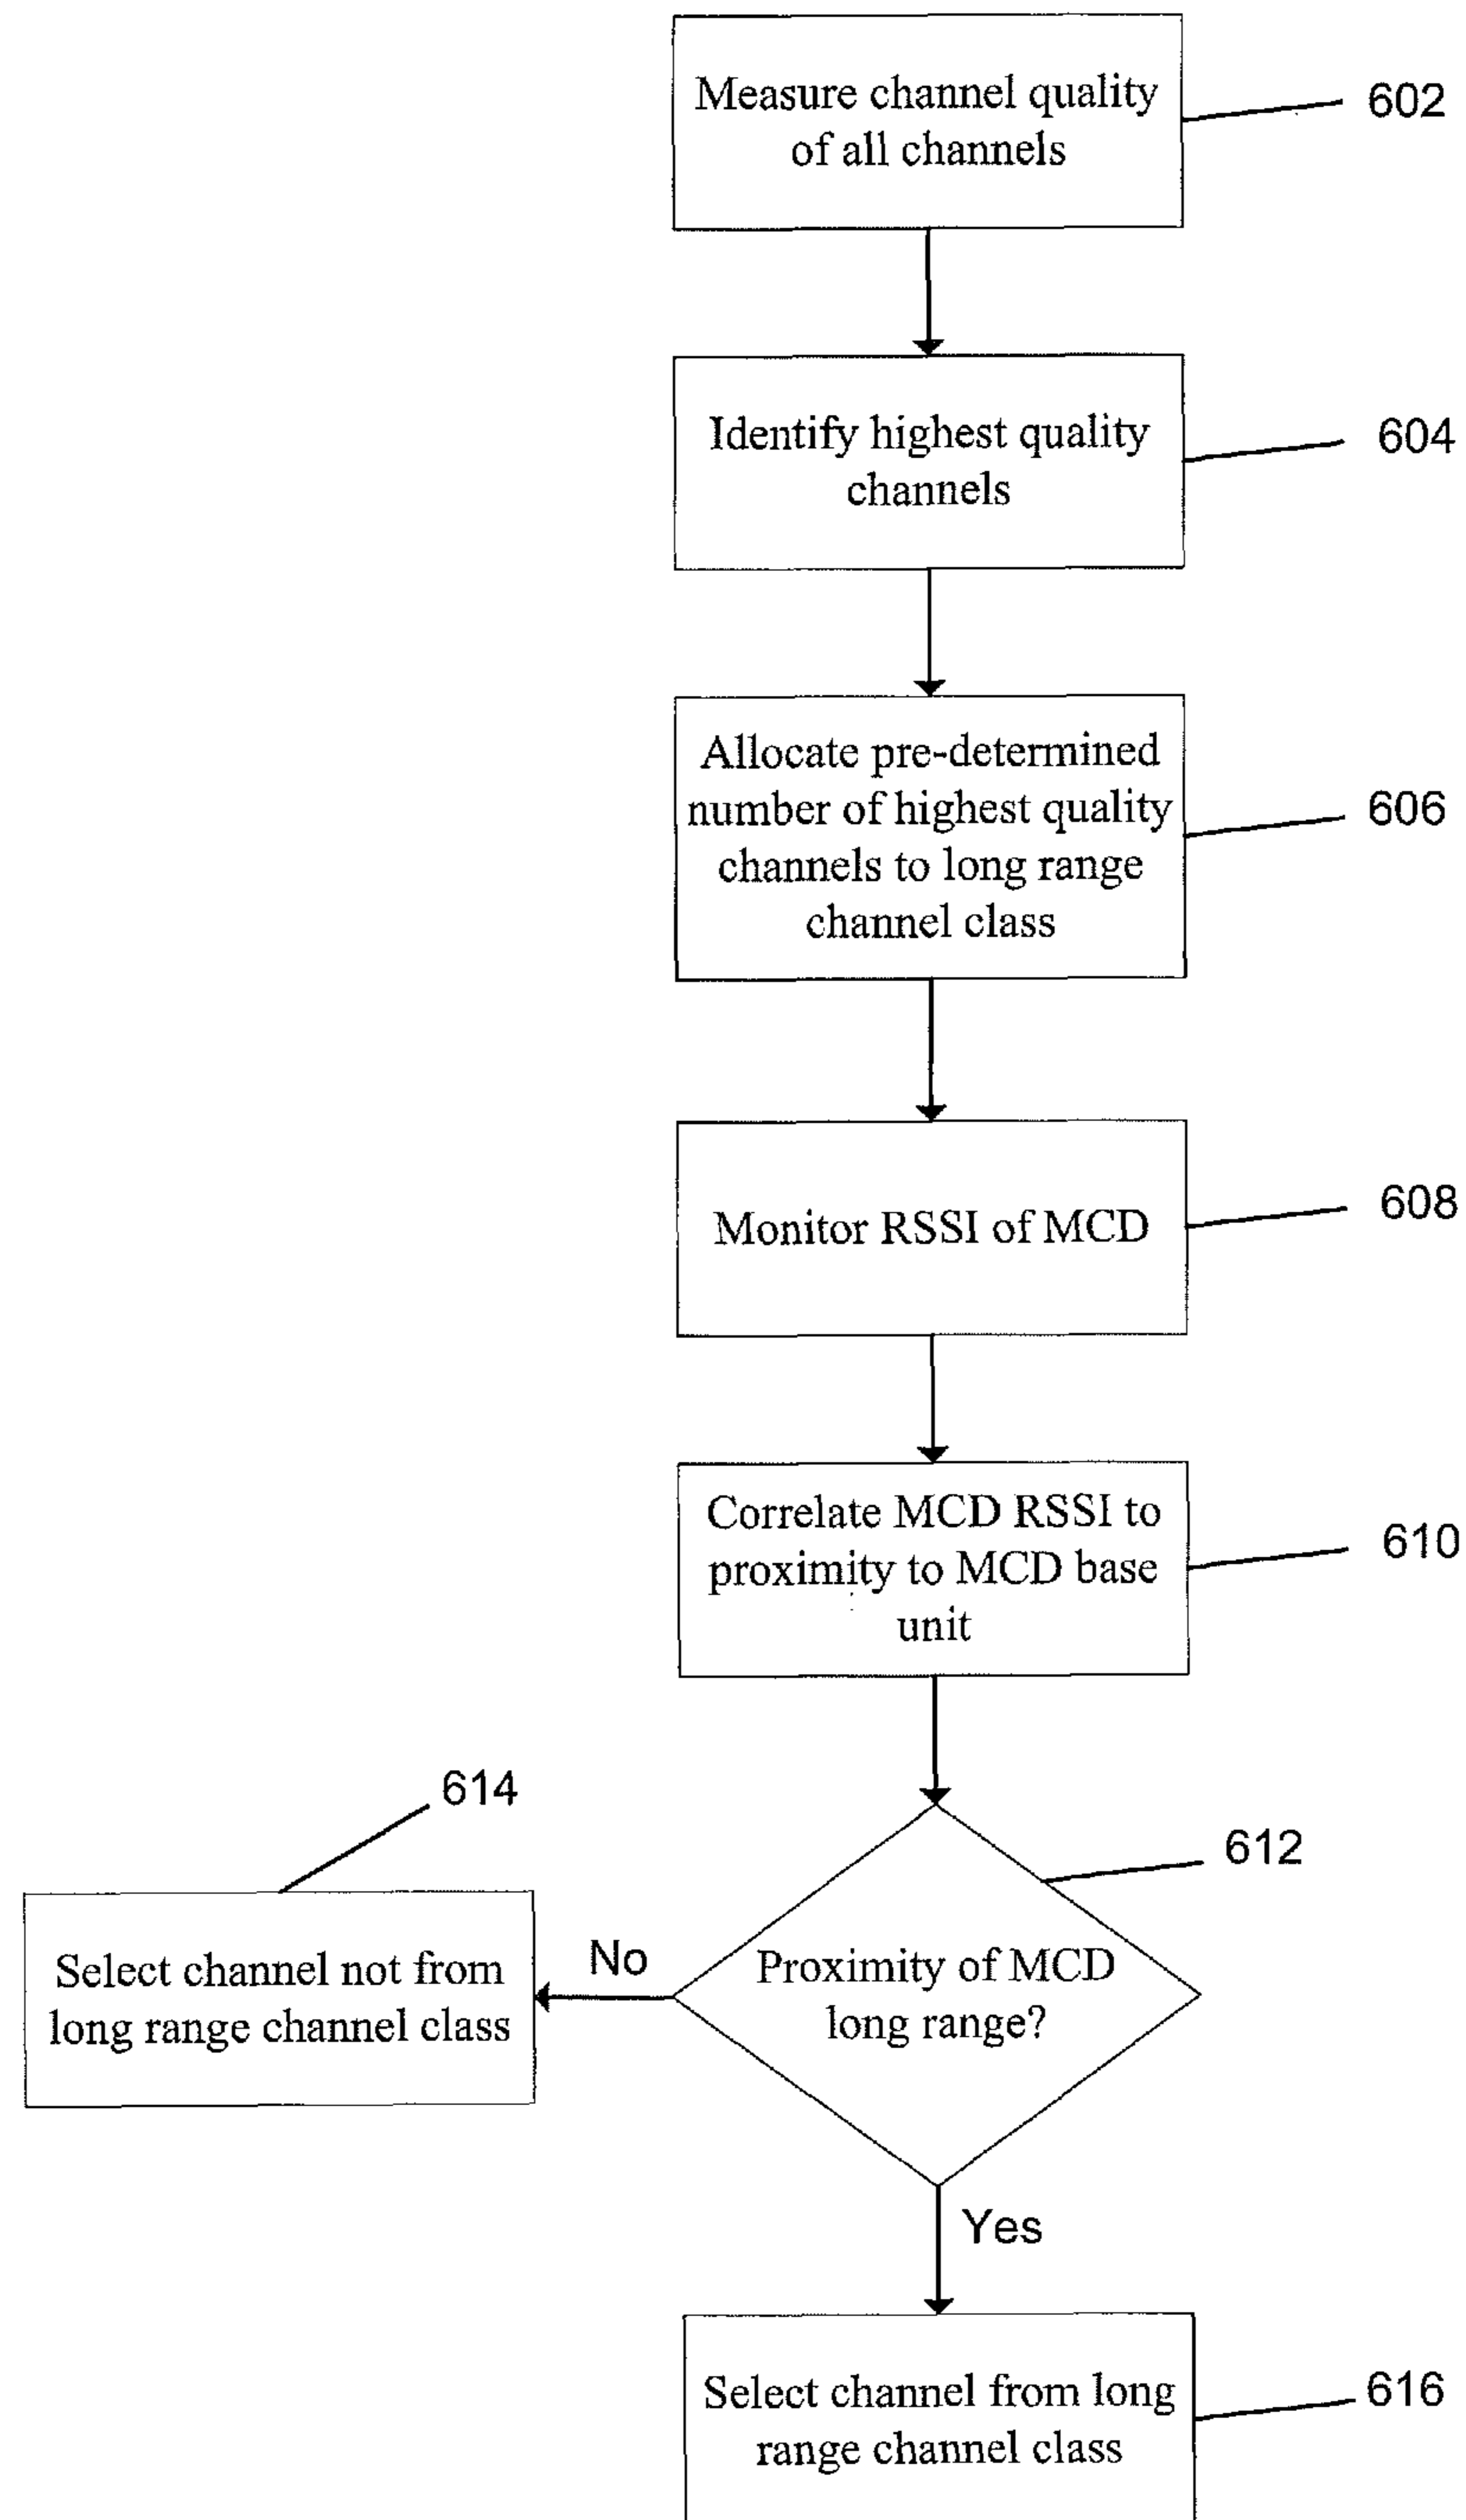 Measure channel quality
of all channels
602
Identify highest quality
channels
604
Allocate pre-determined
number of highest quality
channels to long range
channel class
606
Monitor RSSI of MCD
608
Correlate MCD RSSI to
proximity to MCD base
unit
610
614
612
Proximity of MCD
long range?
No
Select channel not from
long range channel class
Yes
Select channel from long
range channel class
616